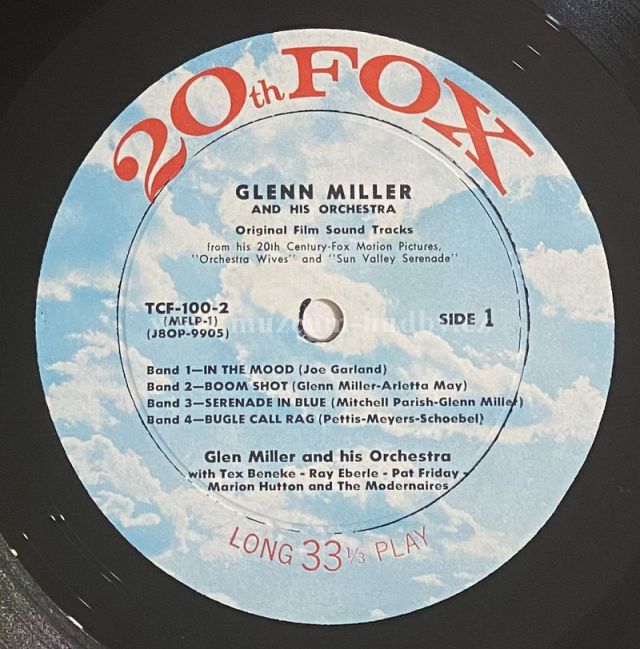 20th FOX
GLENN MILLER
AND HIS ORCHESTRA
Original Film Sound Tracks
from his 20th Century-Fox Motion Pictures,
"Orchestra Wives" and "Sun Valley Serenade"
TCF-100-2
(MFLP-1)
(J8OP-9905)
SIDE 1
Band 1—IN THE MOOD (Joe Garland)
Band 2—BOOM SHOT (Glenn Miller-Arletta May)
Band 3—SERENADE IN BLUE (Mitchell Parish-Glenn Miller)
Band 4—BUGLE CALL RAG (Pettis-Meyers-Schoebel)
Glen Miller and his Orchestra
with Tex Beneke - Ray Eberle - Pat Friday -
Marion Hutton and The Modernaires
LONG 33 1/3 PLAY